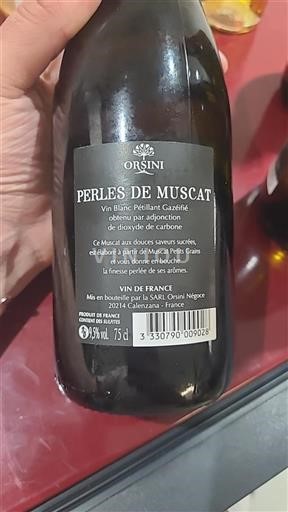 ORSINI
PERLES DE MUSCAT
Vin Blanc Pétillant Gazéifié
obtenu par adjonction
de dioxyde de carbone
Ce Muscat aux douces saveurs sucrées,
est élaboré à partir de Muscat Petits Grains
et vous donne en bouche
la finesse perlée de ses arômes.
VIN DE FRANCE
Mis en bouteille par la SARL Orsini Négoce
20214 Calenzana - France
PRODUIT DE FRANCE
CONTIENT DES SULFITES
9,5% vol. 75 cl
3 330790 009028